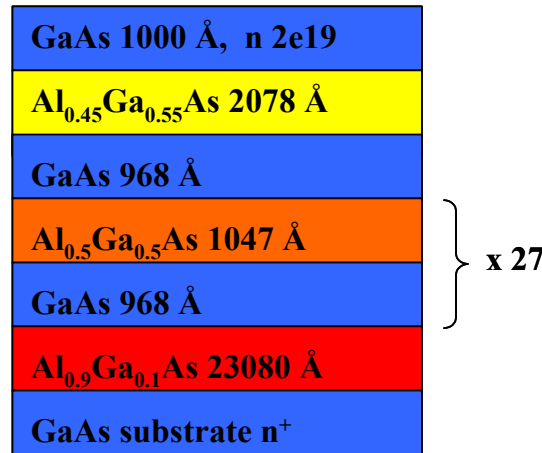 GaAs 1000 Å, n 2e19
Al₀.₄₅Ga₀.₅₅As 2078 Å
GaAs 968 Å
Al₀.₅Ga₀.₅As 1047 Å
x 27
GaAs 968 Å
Al₀.₉Ga₀.₁As 23080 Å
GaAs substrate n⁺